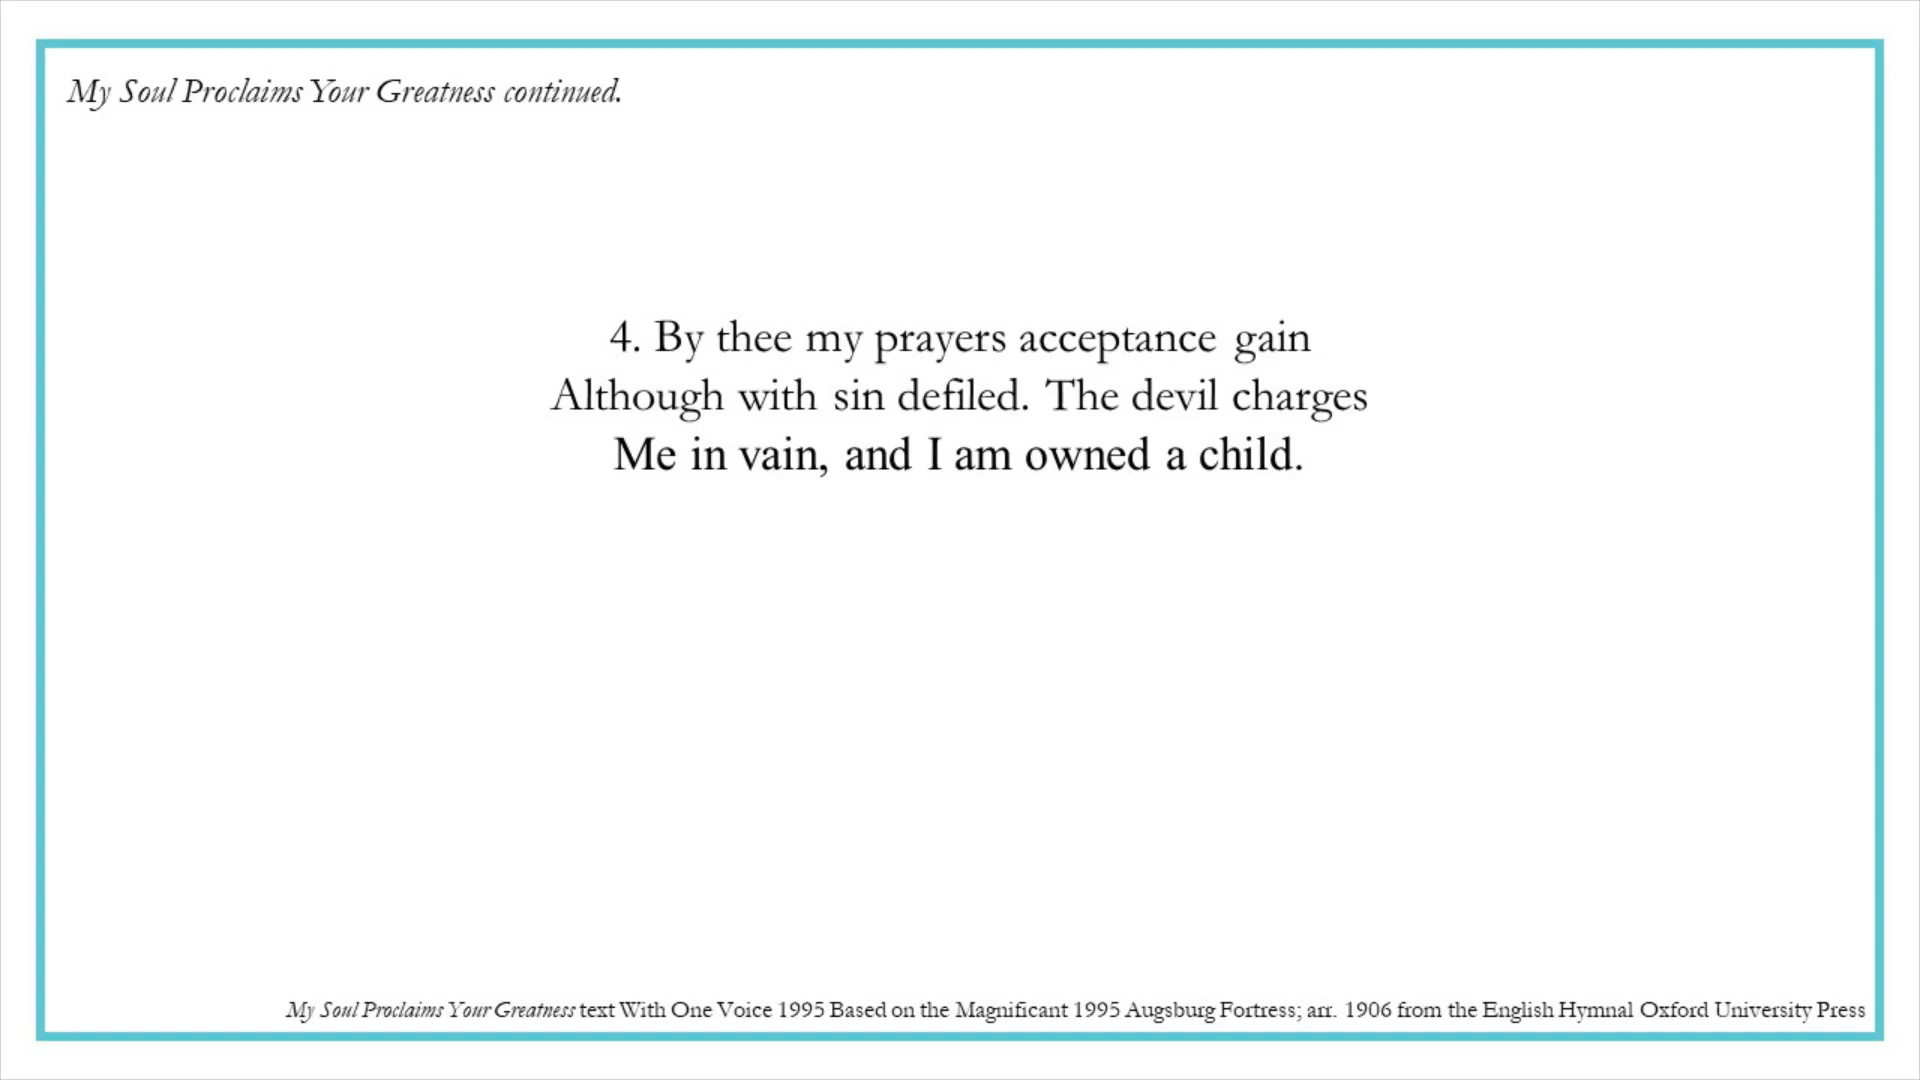 My Soul Proclaims Your Greatness continued.
4. By thee my prayers acceptance gain
Although with sin defiled. The devil charges
Me in vain, and I am owned a child.
My Soul Proclaims Your Greatness text With One Voice 1995 Based on the Magnificant 1995 Augsburg Fortress; arr. 1906 from the English Hymnal Oxford University Press